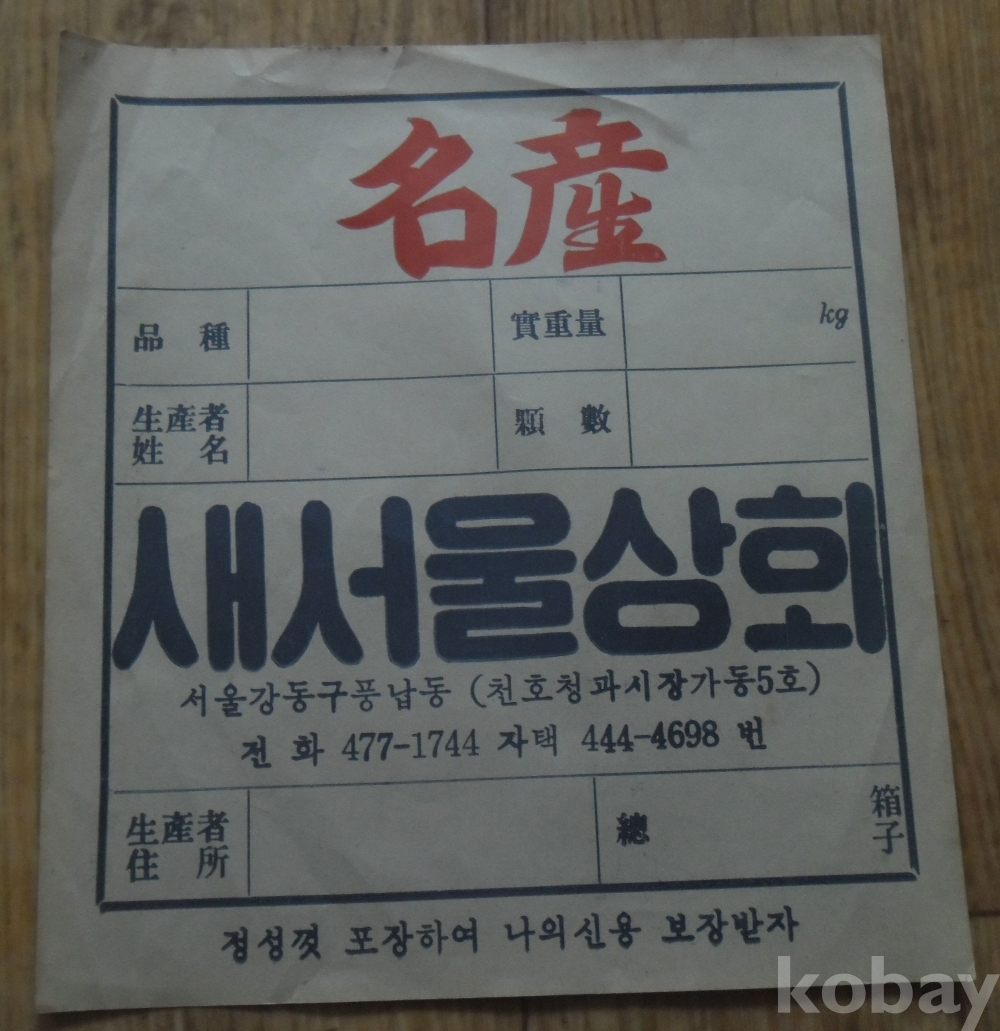 名産
品種 實重量 kg
生産者姓名 顆數
새서울상회
서울강동구풍납동 (천호청과시장가동5호)
전화 477-1744 자택 444-4698 번
生産者住所 總 箱子
정성껏 포장하여 나의신용 보장받자
kobay